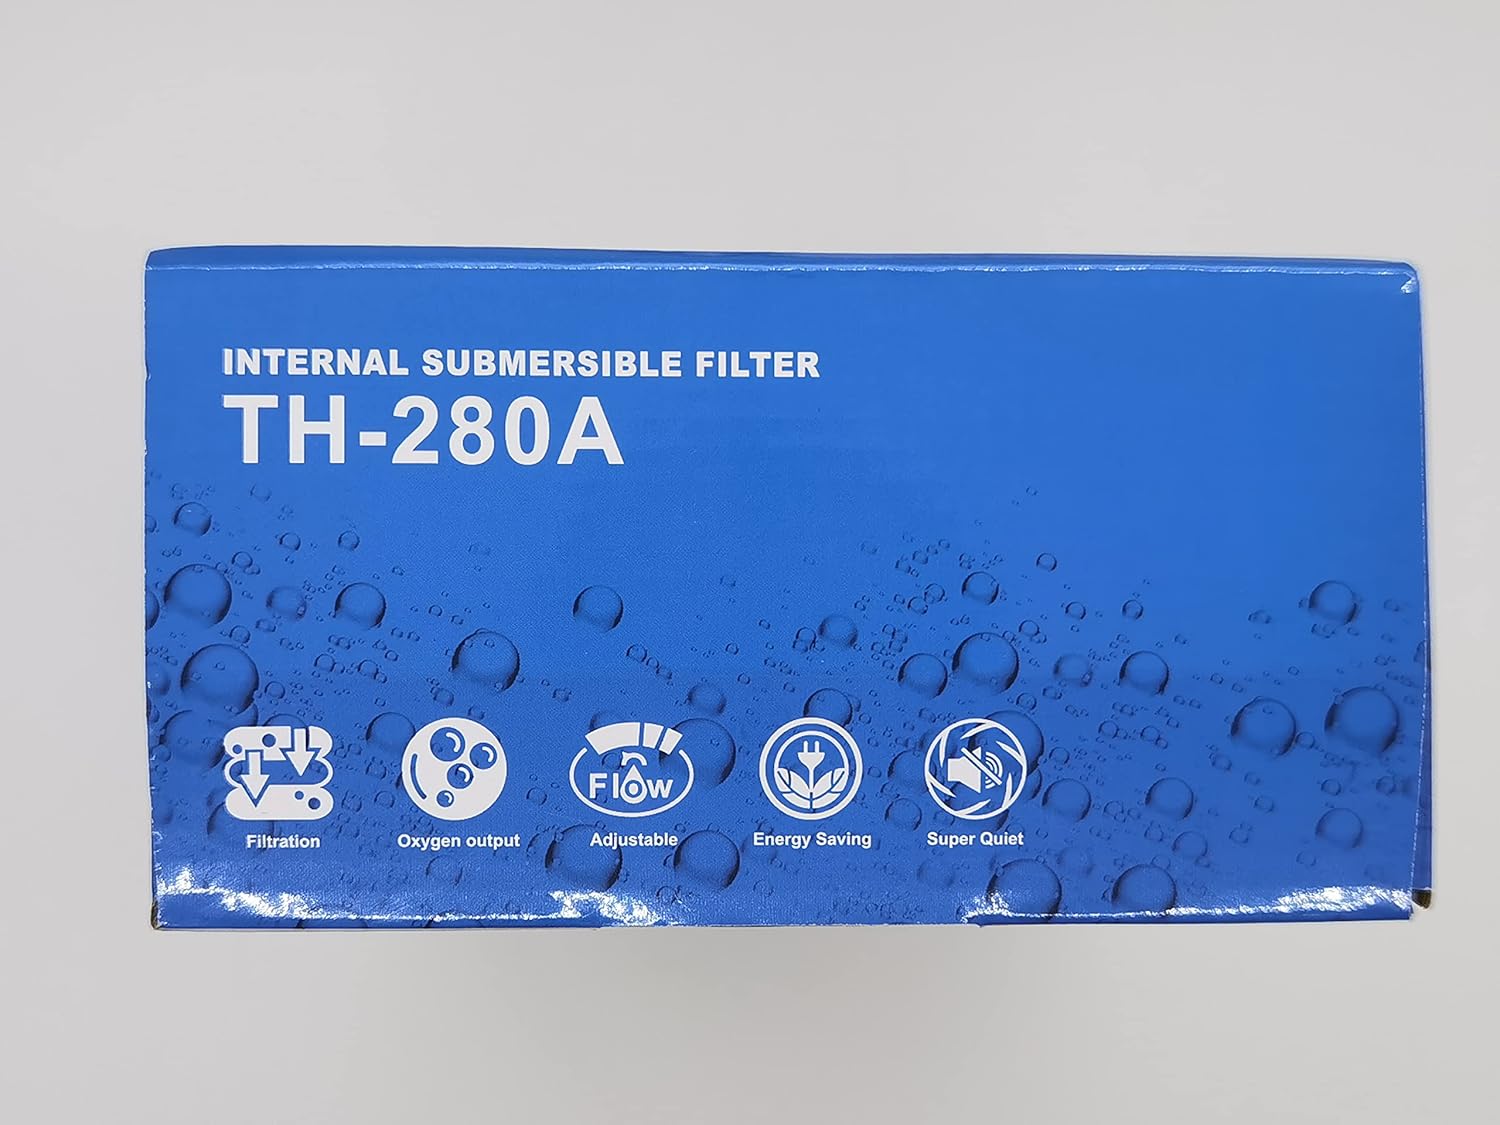 INTERNAL SUBMERSIBLE FILTER
TH-280A
Flow
Filtration
Oxygen output
Adjustable
Energy Saving
Super Quiet